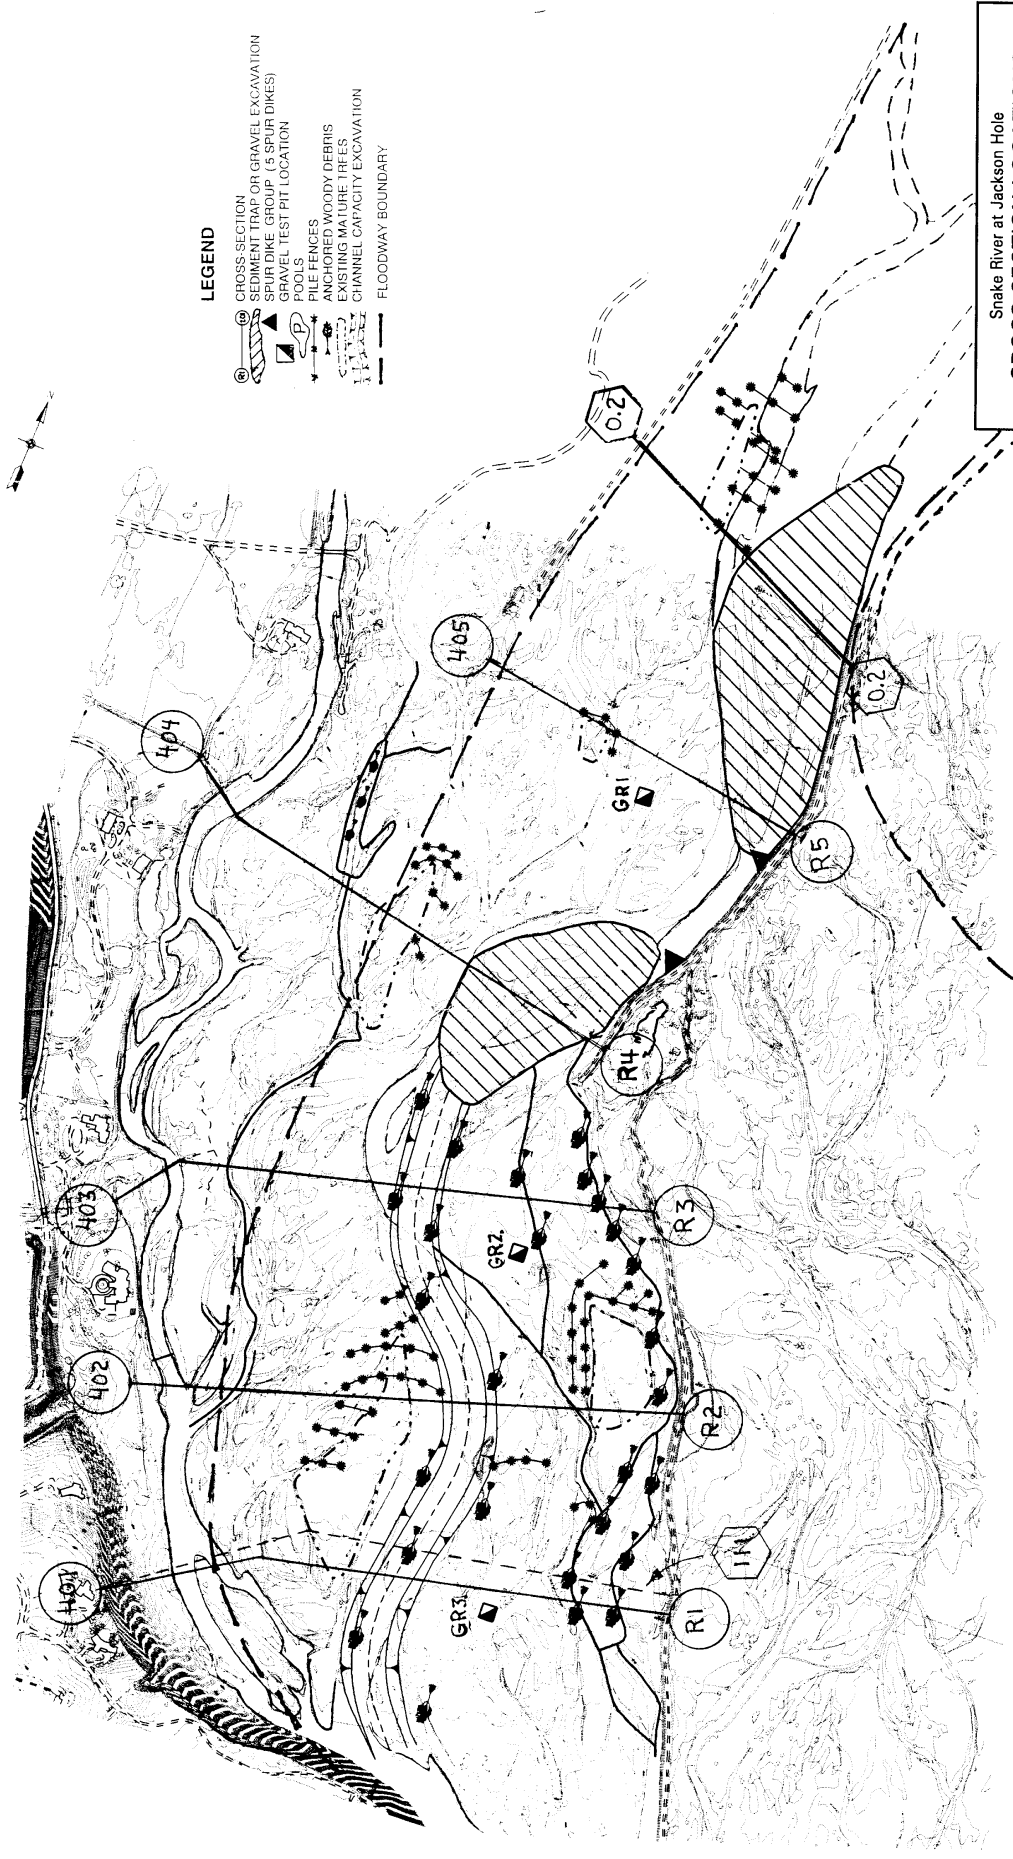 LEGEND
R1
CROSS-SECTION
SEDIMENT TRAP OR GRAVEL EXCAVATION
SPUR DIKE GROUP ( 5 SPUR DIKES)
GRAVEL TEST PIT LOCATION
P
POOLS
PILE FENCES
ANCHORED WOODY DEBRIS
EXISTING MATURE TREES
CHANNEL CAPACITY EXCAVATION
FLOODWAY BOUNDARY
401
402
403
404
405
0.2
GR3
GR2
GR1
R1
R2
R3
R4
R5
0.2
1N
Snake River at Jackson Hole